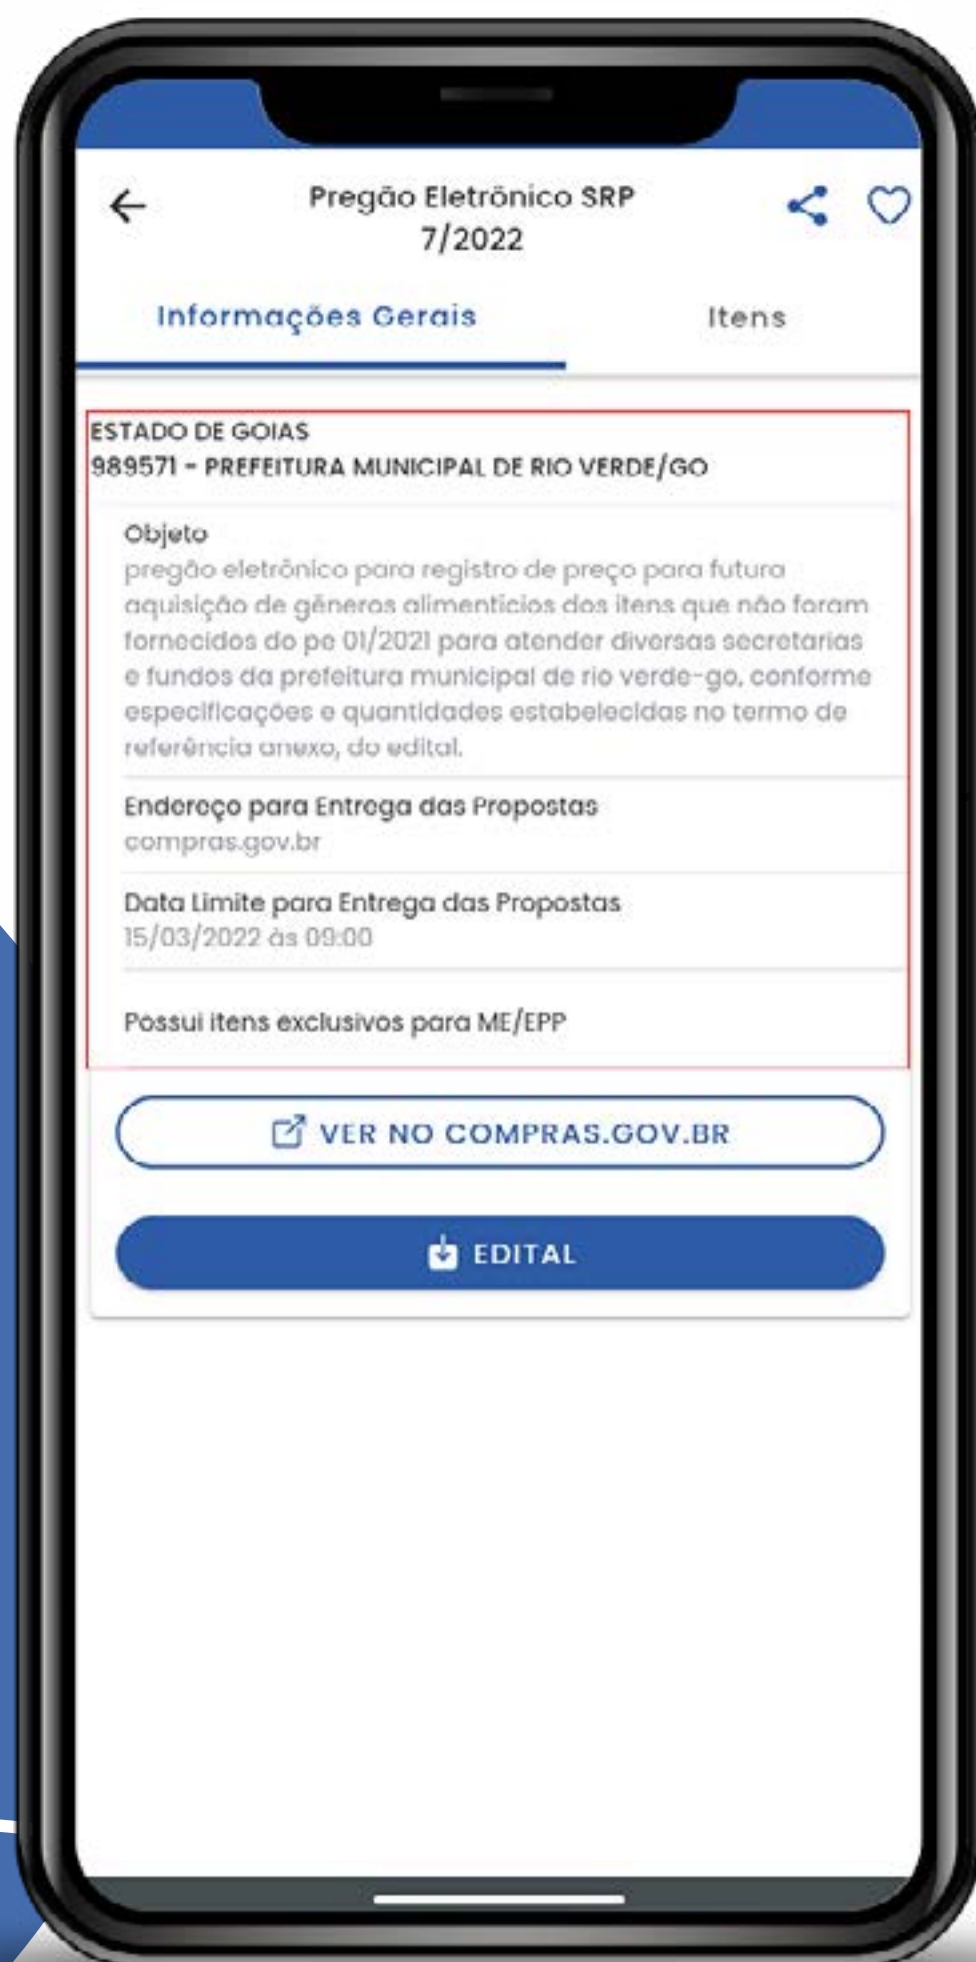 Pregão Eletrônico SRP
7/2022
Informações Gerais
Itens
ESTADO DE GOIAS
989571 - PREFEITURA MUNICIPAL DE RIO VERDE/GO
Objeto
pregão eletrônico para registro de preço para futura
aquisição de gêneros alimentícios dos itens que não foram
fornecidos do pe 01/2021 para atender diversas secretarias
e fundos da prefeitura municipal de rio verde-go, conforme
especificações e quantidades estabelecidas no termo de
referência anexo, do edital.
Endereço para Entrega das Propostas
compras.gov.br
Data Limite para Entrega das Propostas
15/03/2022 às 09:00
Possui itens exclusivos para ME/EPP
VER NO COMPRAS.GOV.BR
EDITAL